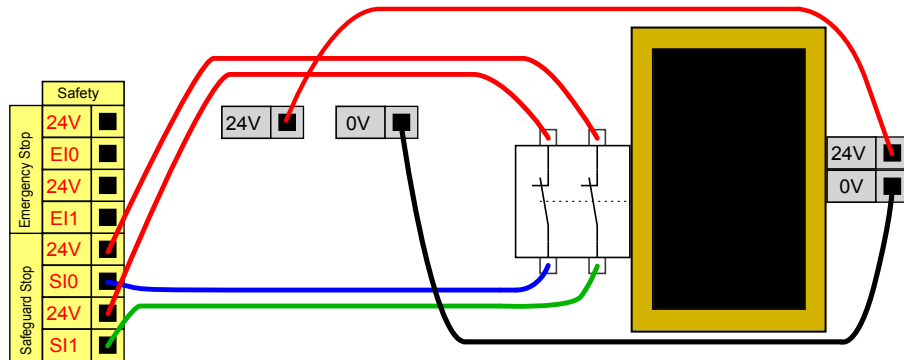 Safety
Emergency Stop
24V
EI0
24V
EI1
Safeguard Stop
24V
SI0
24V
SI1
24V
0V
24V
0V